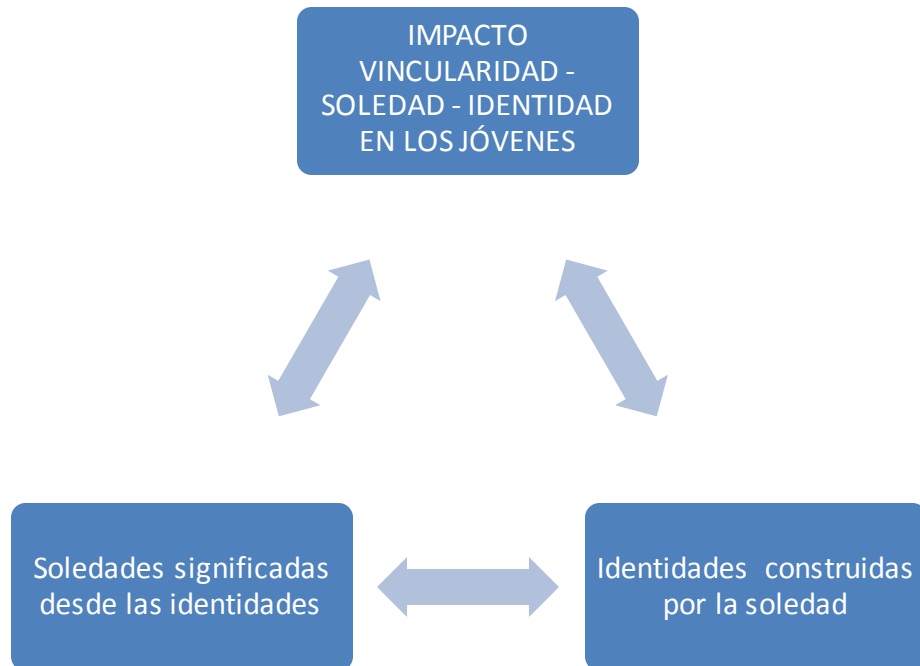 IMPACTO
VINCULARIDAD -
SOLEDAD - IDENTIDAD
EN LOS JÓVENES
Soledades significadas
desde las identidades
Identidades construidas
por la soledad